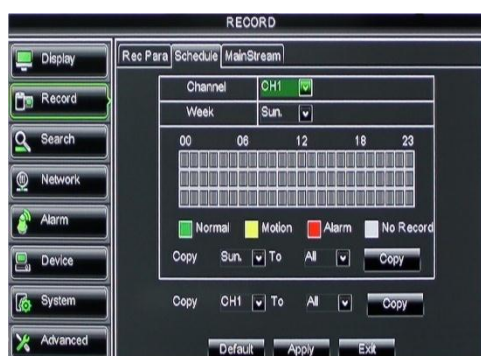 RECORD
Display
Record
Search
Network
Alarm
Device
System
Advanced
Rec Para Schedule MainStream
Channel CH1
Week Sun.
00 06 12 18 23
Normal Motion Alarm No Record
Copy Sun. To All Copy
Copy CH1 To All Copy
Default Apply Exit